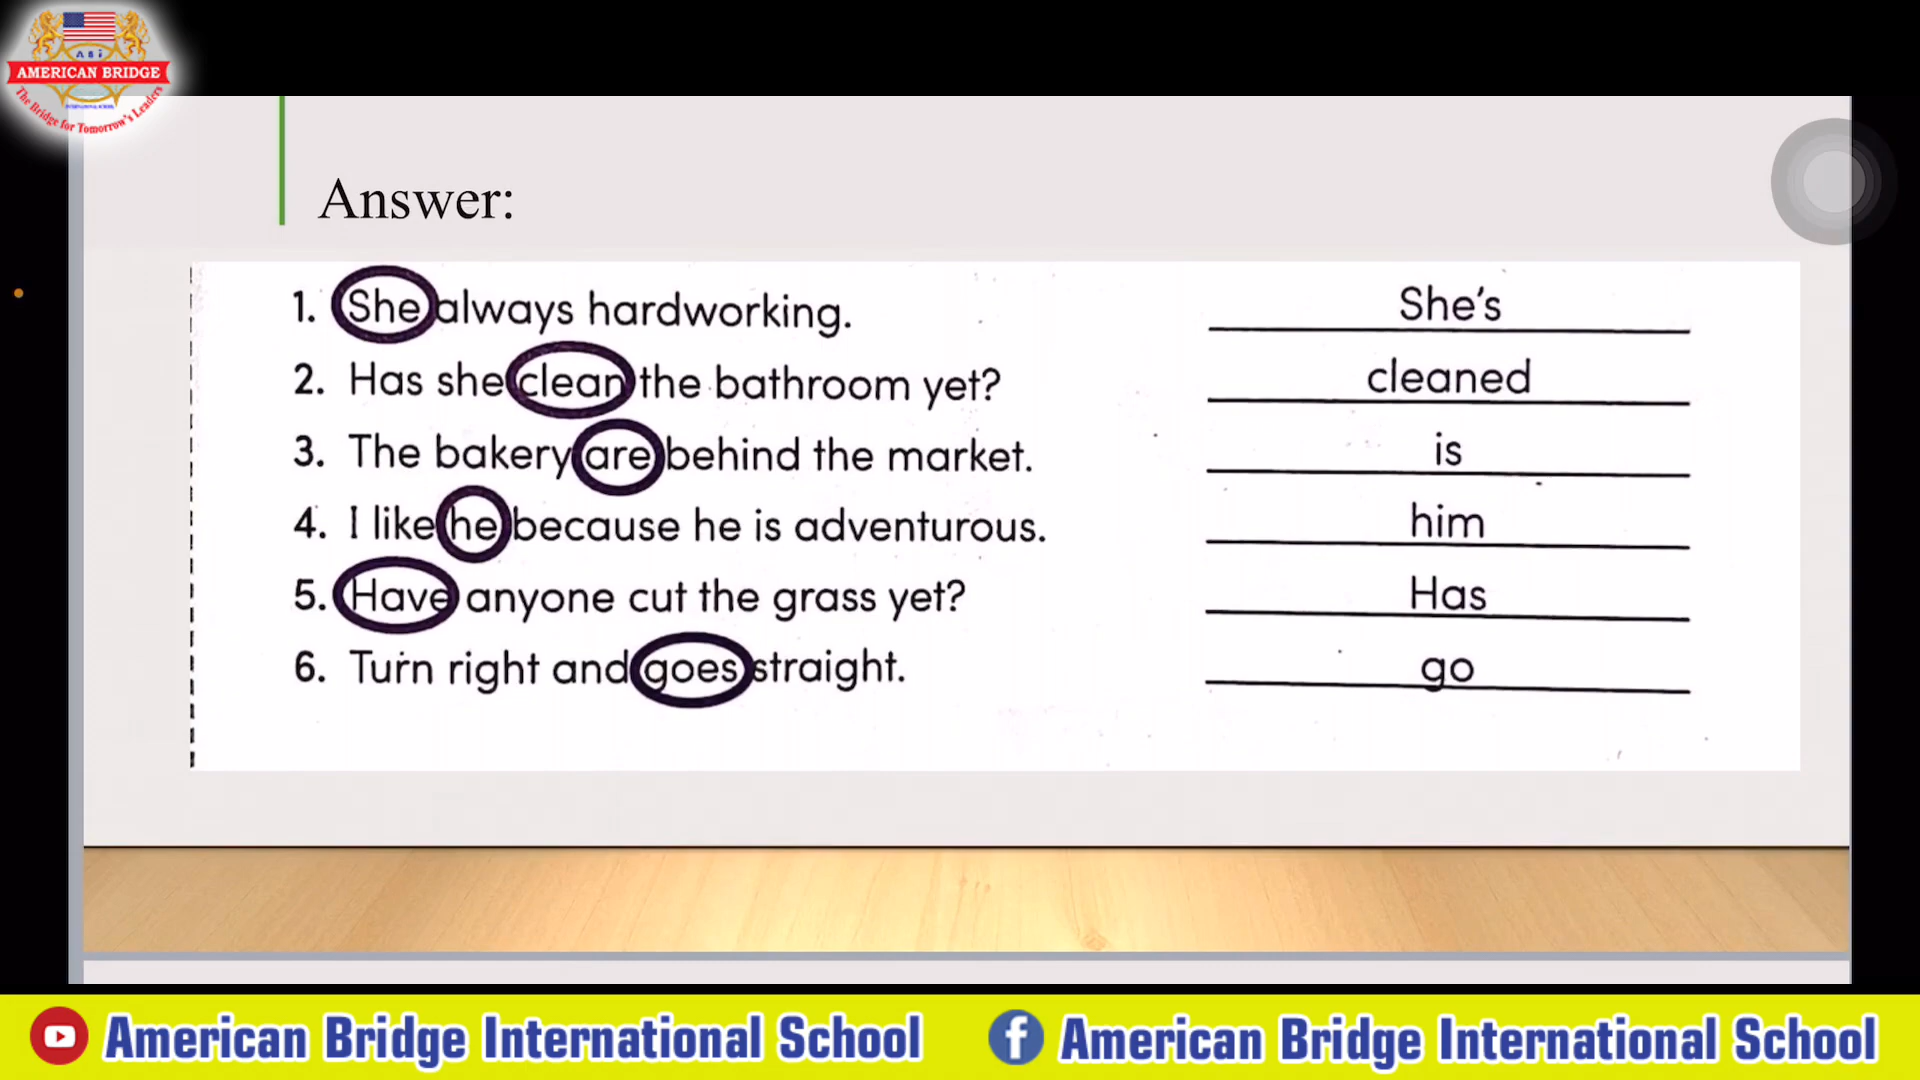 ABi
AMERICAN BRIDGE
INTERNATIONAL SCHOOL
The Bridge for Tomorrow's Leaders
Answer:
1. She always hardworking. She's
2. Has she clean the bathroom yet? cleaned
3. The bakery are behind the market. is
4. I like he because he is adventurous. him
5. Have anyone cut the grass yet? Has
6. Turn right and goes straight. go
American Bridge International School
American Bridge International School